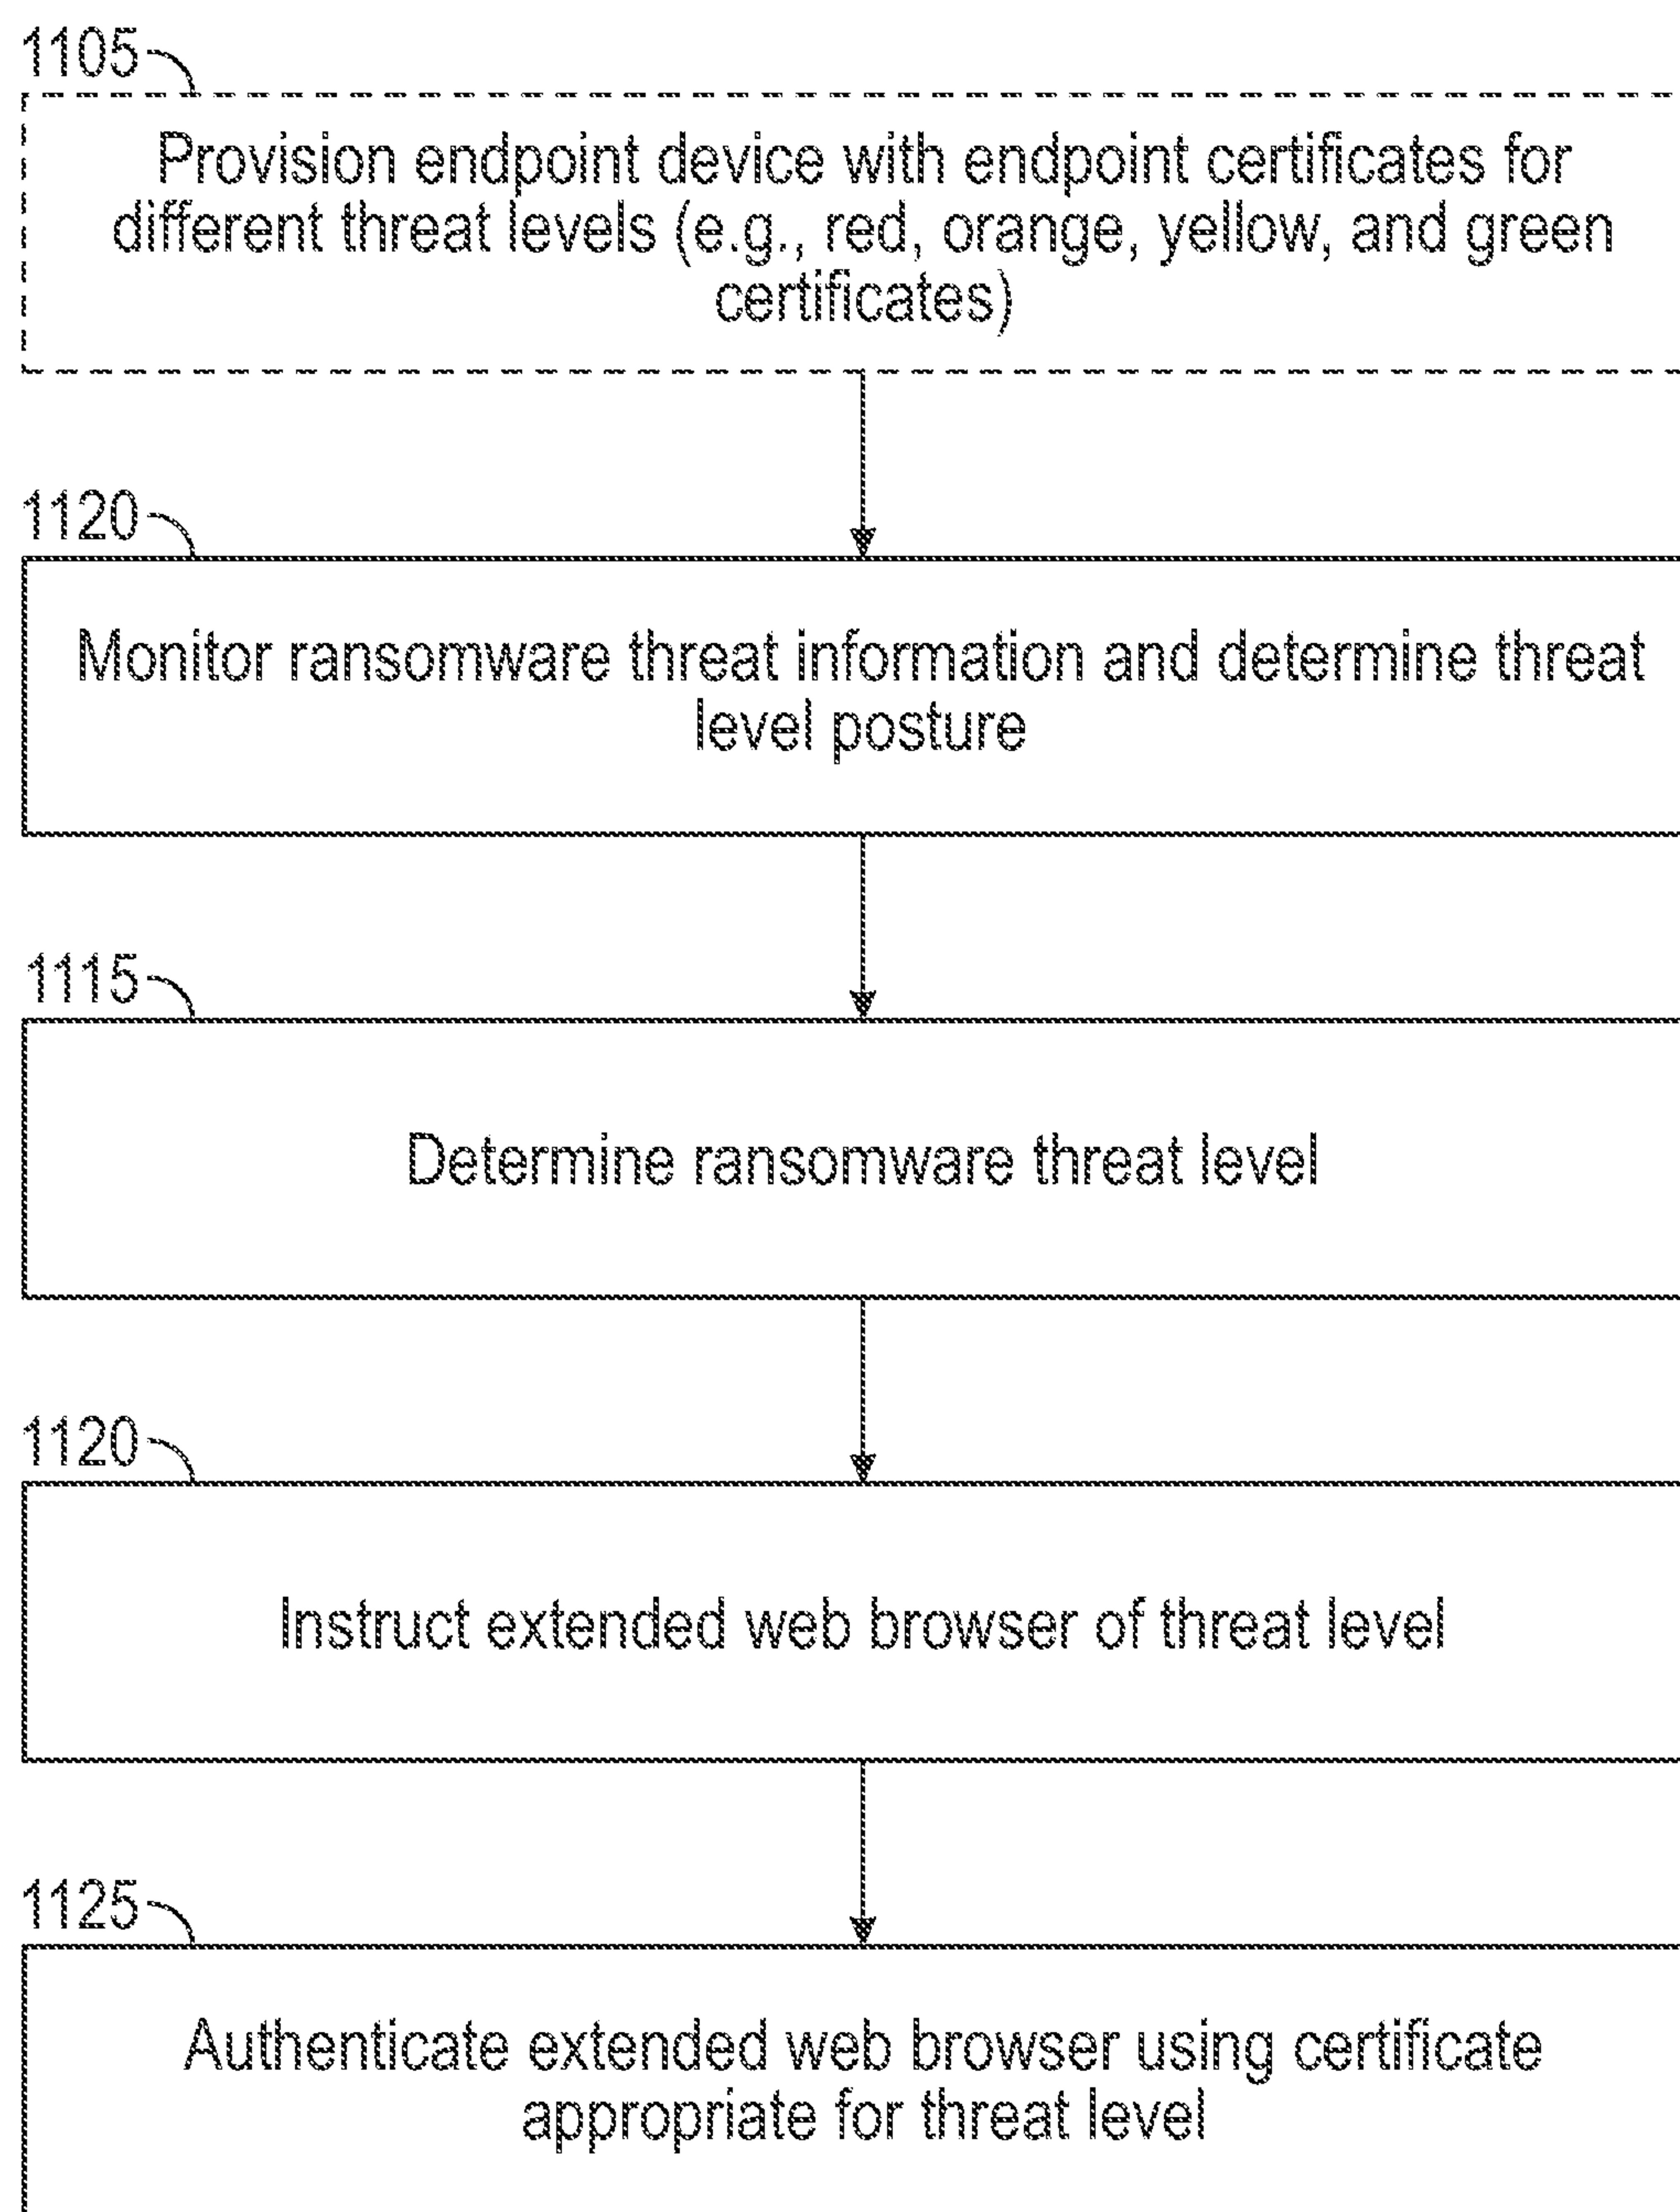 1105
Provision endpoint device with endpoint certificates for
different threat levels (e.g., red, orange, yellow, and green
certificates)
1120
Monitor ransomware threat information and determine threat
level posture
1115
Determine ransomware threat level
1120
Instruct extended web browser of threat level
1125
Authenticate extended web browser using certificate
appropriate for threat level